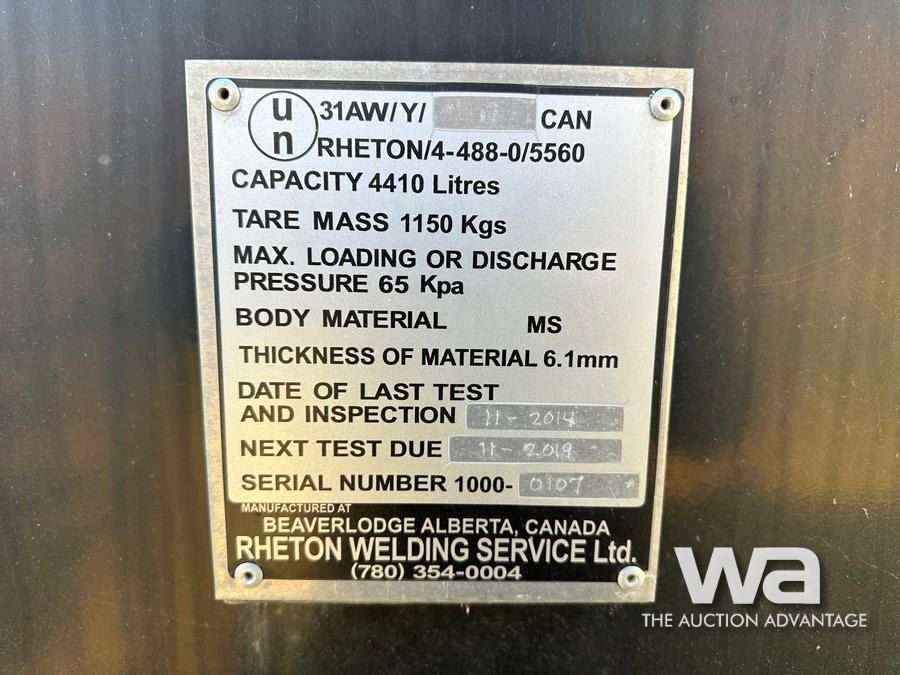 un 31AW/Y/ CAN
RHETON/4-488-0/5560
CAPACITY 4410 Litres
TARE MASS 1150 Kgs
MAX. LOADING OR DISCHARGE
PRESSURE 65 Kpa
BODY MATERIAL MS
THICKNESS OF MATERIAL 6.1mm
DATE OF LAST TEST
AND INSPECTION 11-2014
NEXT TEST DUE 11-2019
SERIAL NUMBER 1000-0107
MANUFACTURED AT
BEAVERLODGE ALBERTA, CANADA
RHETON WELDING SERVICE Ltd.
(780) 354-0004
wa
THE AUCTION ADVANTAGE